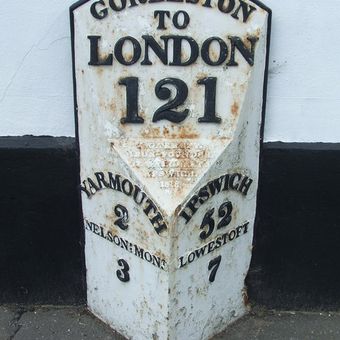 GORLESTON
TO
LONDON
121
YARMOUTH
2
NELSON:MONT
3
IPSWICH
52
LOWESTOFT
7